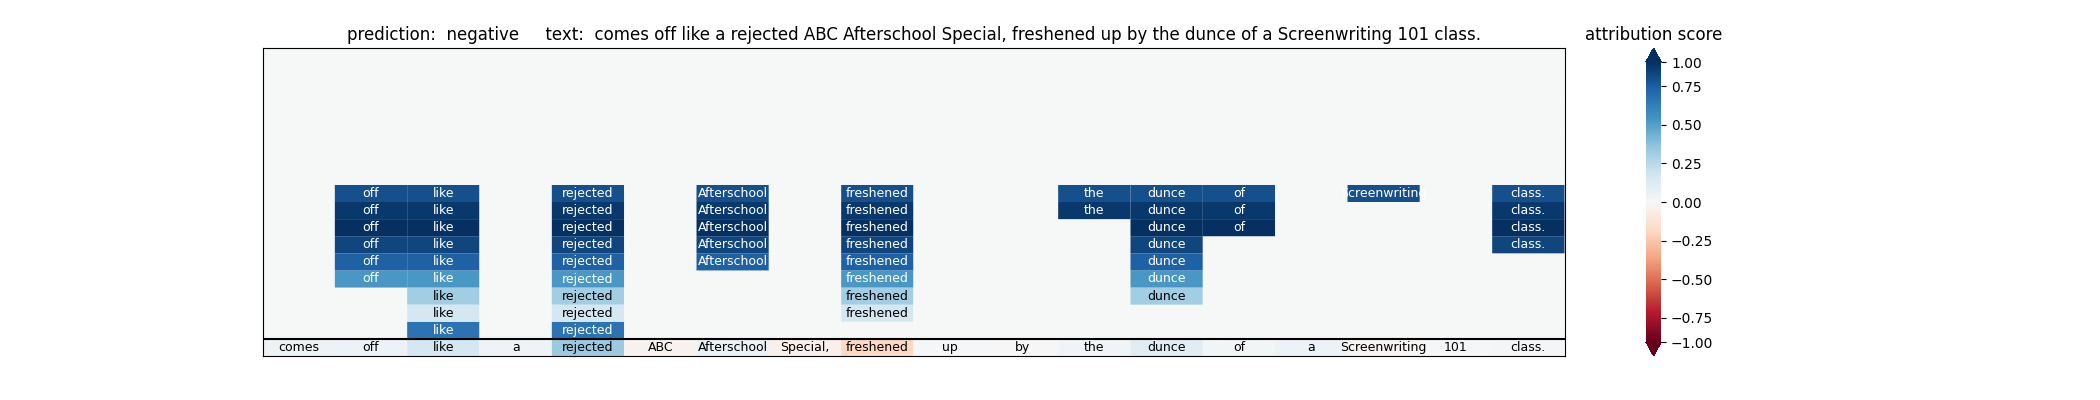 prediction:  negative     text:  comes off like a rejected ABC Afterschool Special, freshened up by the dunce of a Screenwriting 101 class.
attribution score
off like rejected Afterschool freshened the dunce of creenwriting class.
off like rejected Afterschool freshened the dunce of class.
off like rejected Afterschool freshened dunce of class.
off like rejected Afterschool freshened dunce class.
off like rejected Afterschool freshened dunce
off like rejected freshened dunce
like rejected freshened dunce
like rejected freshened
like rejected
comes off like a rejected ABC Afterschool Special, freshened up by the dunce of a Screenwriting 101 class.
1.00
0.75
0.50
0.25
0.00
−0.25
−0.50
−0.75
−1.00